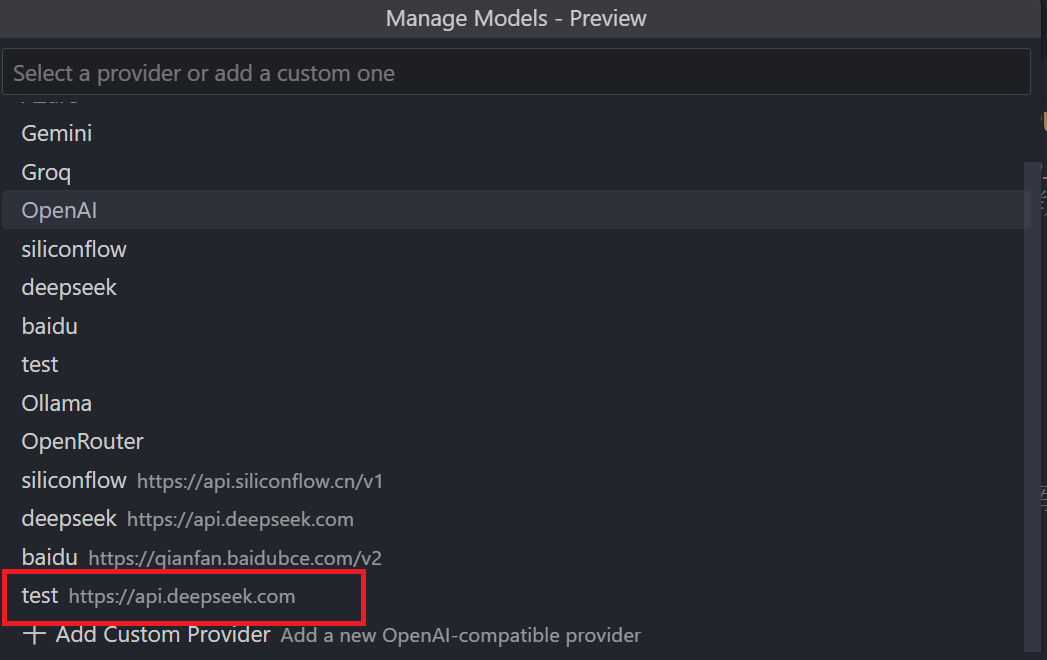 Manage Models - Preview
Select a provider or add a custom one
Gemini
Groq
OpenAI
siliconflow
deepseek
baidu
test
Ollama
OpenRouter
siliconflow https://api.siliconflow.cn/v1
deepseek https://api.deepseek.com
baidu https://qianfan.baidubce.com/v2
test https://api.deepseek.com
+ Add Custom Provider Add a new OpenAI-compatible provider